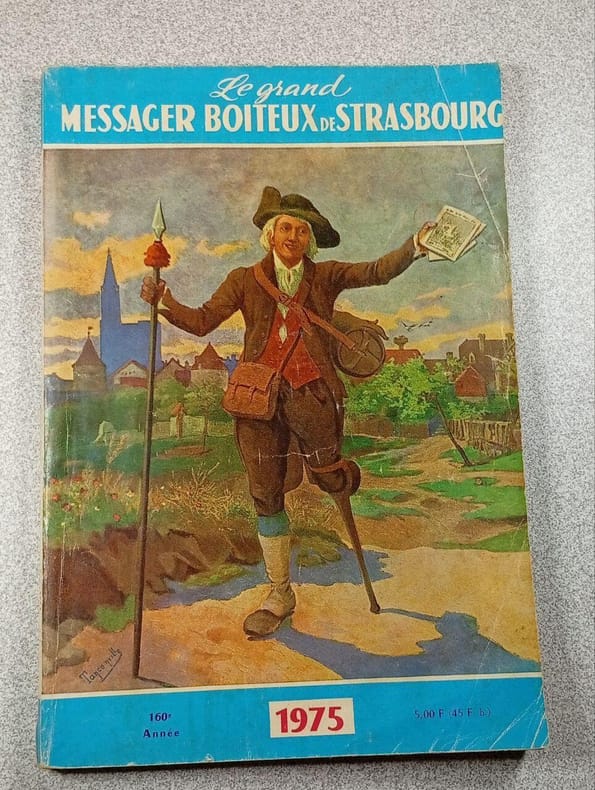 Le grand
MESSAGER BOITEUX DE STRASBOURG
160e
Année
1975
5,00 F (45 F. b.)